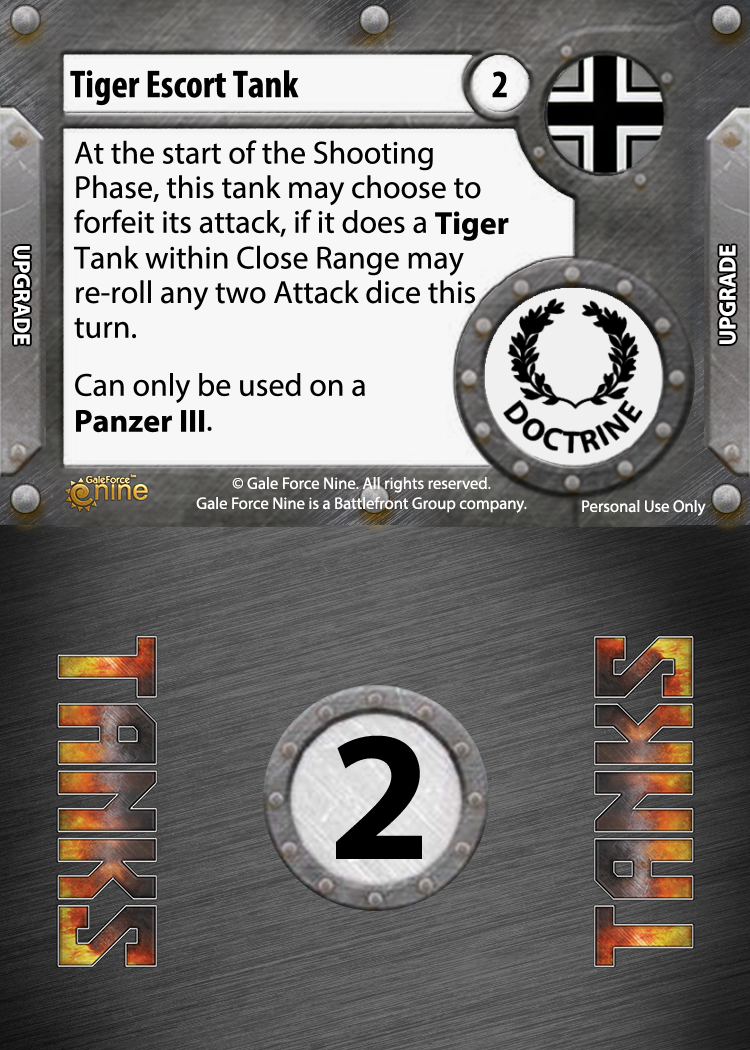 Tiger Escort Tank
2
At the start of the Shooting
Phase, this tank may choose to
forfeit its attack, if it does a Tiger
Tank within Close Range may
re-roll any two Attack dice this
turn.
Can only be used on a
Panzer III.
UPGRADE
UPGRADE
DOCTRINE
GaleForce™
nine
© Gale Force Nine. All rights reserved.
Gale Force Nine is a Battlefront Group company.
Personal Use Only
TANKS
2
TANKS